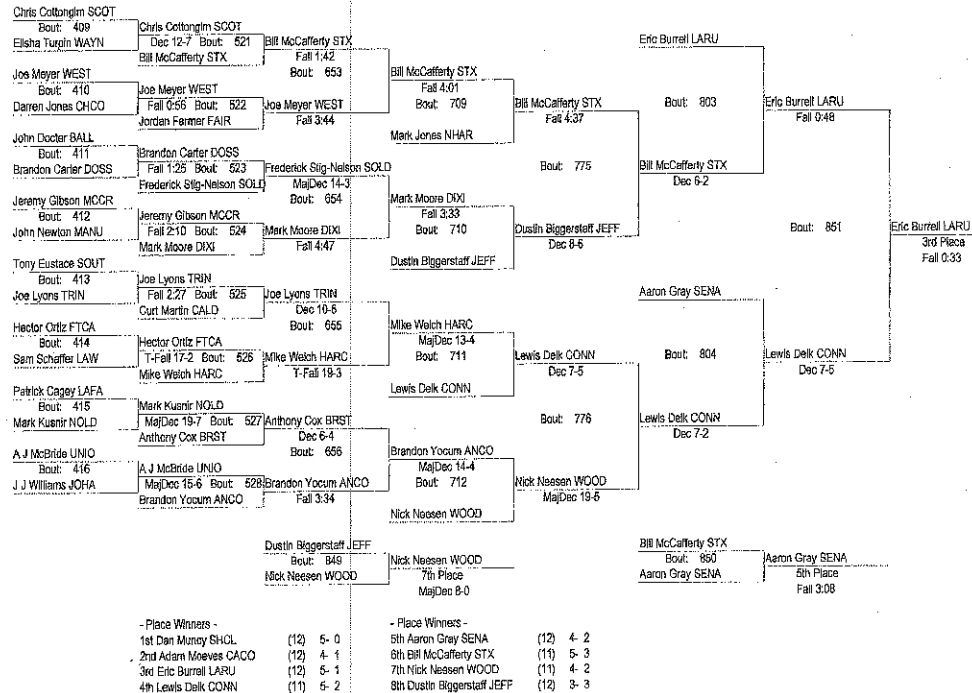 Chris Cottongim SCOT
Bout: 409
Elisha Turpin WAYN
Joe Meyer WEST
Bout: 410
Darren Jones CHCO
John Docter BALL
Bout: 411
Brandon Carter DOSS
Jeremy Gibson MCCR
Bout: 412
John Newton MANU
Tony Eustace SOUT
Bout: 413
Joe Lyons TRIN
Hector Ortiz FTCA
Bout: 414
Sam Schaffer LAW
Patrick Cagey LAFA
Bout: 415
Mark Kusnir NOLD
A J McBride UNIO
Bout: 416
J J Williams JOHA
Chris Cottongim SCOT
Dec 12-7 Bout: 521
Bill McCafferty STX
Joe Meyer WEST
Fall 0:56 Bout: 522
Jordan Farmer FAIR
Brandon Carter DOSS
Fall 1:25 Bout: 523
Frederick Stig-Nelson SOLD
Jeremy Gibson MCCR
Fall 2:10 Bout: 524
Mark Moore DIXI
Joe Lyons TRIN
Fall 2:27 Bout: 525
Curt Martin CALD
Hector Ortiz FTCA
T-Fall 17-2 Bout: 526
Mike Welch HARC
Mark Kusnir NOLD
MajDec 19-7 Bout: 527
Anthony Cox BRST
A J McBride UNIO
MajDec 15-6 Bout: 528
Brandon Yocum ANCO
Bill McCafferty STX
Fall 1:42
Bout: 653
Joe Meyer WEST
Fall 3:44
Frederick Stig-Nelson SOLD
MajDec 14-3
Bout: 654
Mark Moore DIXI
Fall 4:47
Joe Lyons TRIN
Dec 10-5
Bout: 655
Mike Welch HARC
T-Fall 18-3
Anthony Cox BRST
Dec 6-4
Bout: 656
Brandon Yocum ANCO
Fall 3:34
Bill McCafferty STX
Fall 4:01
Bout: 709
Mark Jones NHAR
Mark Moore DIXI
Fall 3:33
Bout: 710
Dustin Biggerstaff JEFF
Mike Welch HARC
MajDec 13-4
Bout: 711
Lewis Delk CONN
Brandon Yocum ANCO
MajDec 14-4
Bout: 712
Nick Neesen WOOD
Bill McCafferty STX
Fall 4:37
Bout: 775
Dustin Biggerstaff JEFF
Dec 8-6
Lewis Delk CONN
Dec 7-5
Bout: 776
Nick Neesen WOOD
MajDec 19-6
Eric Burrell LARU
Bout: 803
Bill McCafferty STX
Dec 6-2
Aaron Gray SENA
Bout: 804
Lewis Delk CONN
Dec 7-2
Eric Burrell LARU
Fall 0:48
Bout: 851
Lewis Delk CONN
Dec 7-5
Eric Burrell LARU
3rd Place
Fall 0:33
Dustin Biggerstaff JEFF
Bout: 849
Nick Neesen WOOD
Nick Neesen WOOD
7th Place
MajDec 8-0
Bill McCafferty STX
Bout: 850
Aaron Gray SENA
Aaron Gray SENA
5th Place
Fall 3:08
- Place Winners -
1st Dan Muncy SHCL (12) 5- 0
2nd Adam Moeves CACO (12) 4- 1
3rd Eric Burrell LARU (12) 5- 1
4th Lewis Delk CONN (11) 5- 2
- Place Winners -
5th Aaron Gray SENA (12) 4- 2
6th Bill McCafferty STX (11) 5- 3
7th Nick Neesen WOOD (11) 4- 2
8th Dustin Biggerstaff JEFF (12) 3- 3